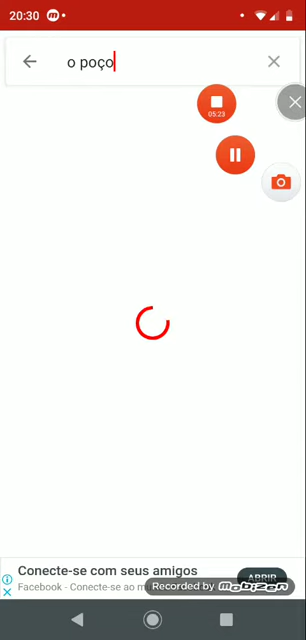 20:30
o poço
05:23
Conecte-se com seus amigos
Facebook - Conecte-se ao
ABRIR
Recorded by mobizen